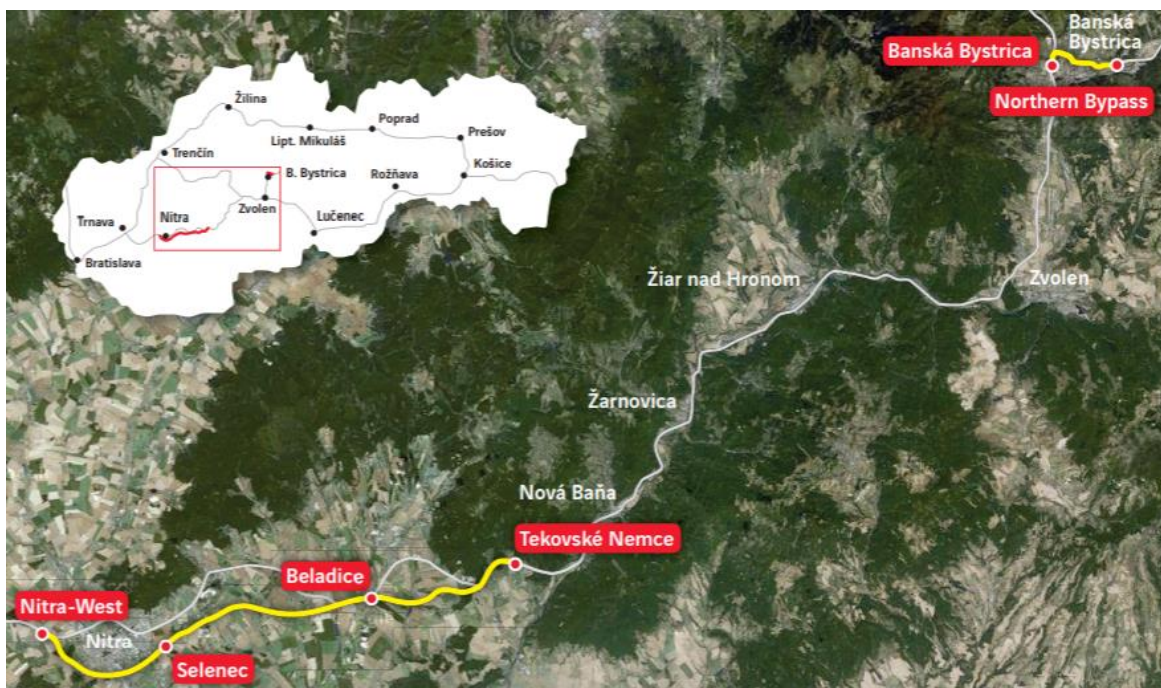 Banská
Bystrica
Banská Bystrica
Northern Bypass
Žilina
Poprad
Lipt. Mikuláš
Prešov
Trenčín
Košice
B. Bystrica
Rožňava
Zvolen
Trnava
Nitra
Lučenec
Bratislava
Žiar nad Hronom
Zvolen
Žarnovica
Nová Baňa
Tekovské Nemce
Beladice
Nitra-West
Nitra
Selenec